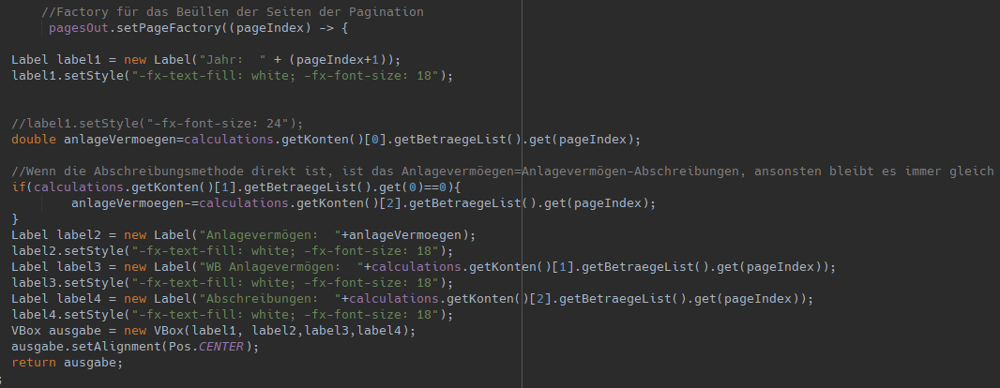 //Factory für das Beüllen der Seiten der Pagination
pagesOut.setPageFactory((pageIndex) -> {
Label label1 = new Label("Jahr:  " + (pageIndex+1));
label1.setStyle("-fx-text-fill: white; -fx-font-size: 18");
//label1.setStyle("-fx-font-size: 24");
double anlageVermoegen=calculations.getKonten()[0].getBetraegeList().get(pageIndex);
//Wenn die Abschreibungsmethode direkt ist, ist das Anlagevermöegen=Anlagevermögen-Abschreibungen, ansonsten bleibt es immer gleich
if(calculations.getKonten()[1].getBetraegeList().get(0)==0){
anlageVermoegen-=calculations.getKonten()[2].getBetraegeList().get(pageIndex);
}
Label label2 = new Label("Anlagevermögen:  "+anlageVermoegen);
label2.setStyle("-fx-text-fill: white; -fx-font-size: 18");
Label label3 = new Label("WB Anlagevermögen:  "+calculations.getKonten()[1].getBetraegeList().get(pageIndex));
label3.setStyle("-fx-text-fill: white; -fx-font-size: 18");
Label label4 = new Label("Abschreibungen:  "+calculations.getKonten()[2].getBetraegeList().get(pageIndex));
label4.setStyle("-fx-text-fill: white; -fx-font-size: 18");
VBox ausgabe = new VBox(label1, label2,label3,label4);
ausgabe.setAlignment(Pos.CENTER);
return ausgabe;
;